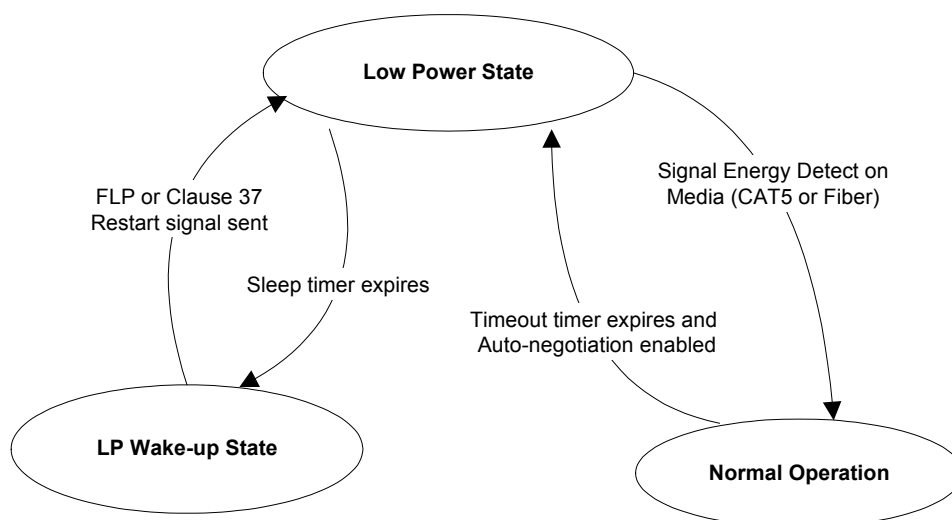 Low Power State
FLP or Clause 37
Restart signal sent
Signal Energy Detect on
Media (CAT5 or Fiber)
Sleep timer expires
Timeout timer expires and
Auto-negotiation enabled
LP Wake-up State
Normal Operation